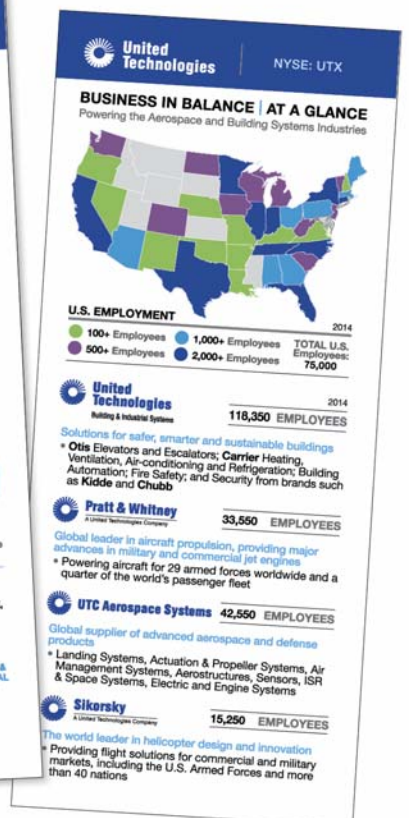 United
Technologies
NYSE: UTX
BUSINESS IN BALANCE | AT A GLANCE
Powering the Aerospace and Building Systems Industries
U.S. EMPLOYMENT
2014
100+ Employees
1,000+ Employees
500+ Employees
2,000+ Employees
TOTAL U.S.
Employees:
75,000
United
Technologies
Building & Industrial Systems
2014
118,350 EMPLOYEES
Solutions for safer, smarter and sustainable buildings
• Otis Elevators and Escalators; Carrier Heating,
Ventilation, Air-conditioning and Refrigeration; Building
Automation; Fire Safety; and Security from brands such
as Kidde and Chubb
Pratt & Whitney
A United Technologies Company
33,550 EMPLOYEES
Global leader in aircraft propulsion, providing major
advances in military and commercial jet engines
• Powering aircraft for 29 armed forces worldwide and a
quarter of the world's passenger fleet
UTC Aerospace Systems
42,550 EMPLOYEES
Global supplier of advanced aerospace and defense
products
• Landing Systems, Actuation & Propeller Systems, Air
Management Systems, Aerostructures, Sensors, ISR
& Space Systems, Electric and Engine Systems
Sikorsky
A United Technologies Company
15,250 EMPLOYEES
The world leader in helicopter design and innovation
• Providing flight solutions for commercial and military
markets, including the U.S. Armed Forces and more
than 40 nations